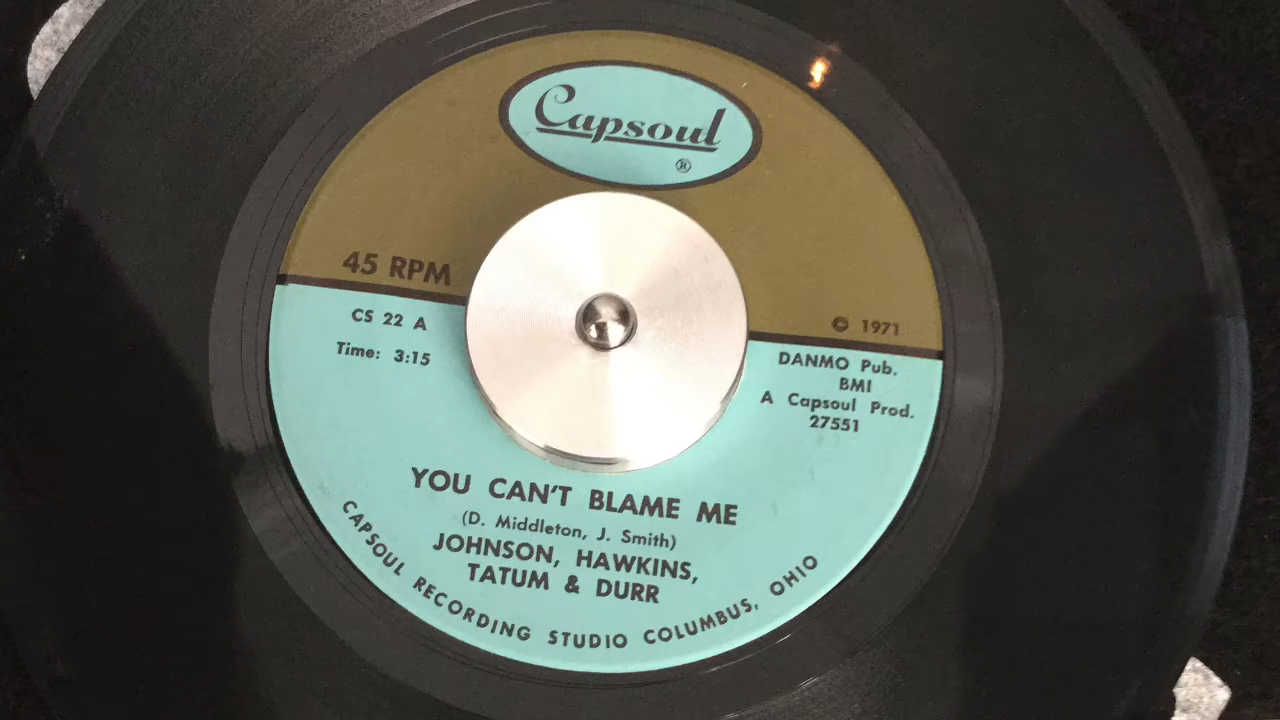 Capsoul
®
45 RPM
© 1971
CS 22 A
Time: 3:15
DANMO Pub.
BMI
A Capsoul Prod.
27551
YOU CAN'T BLAME ME
(D. Middleton, J. Smith)
JOHNSON, HAWKINS,
TATUM & DURR
CAPSOUL RECORDING STUDIO COLUMBUS, OHIO